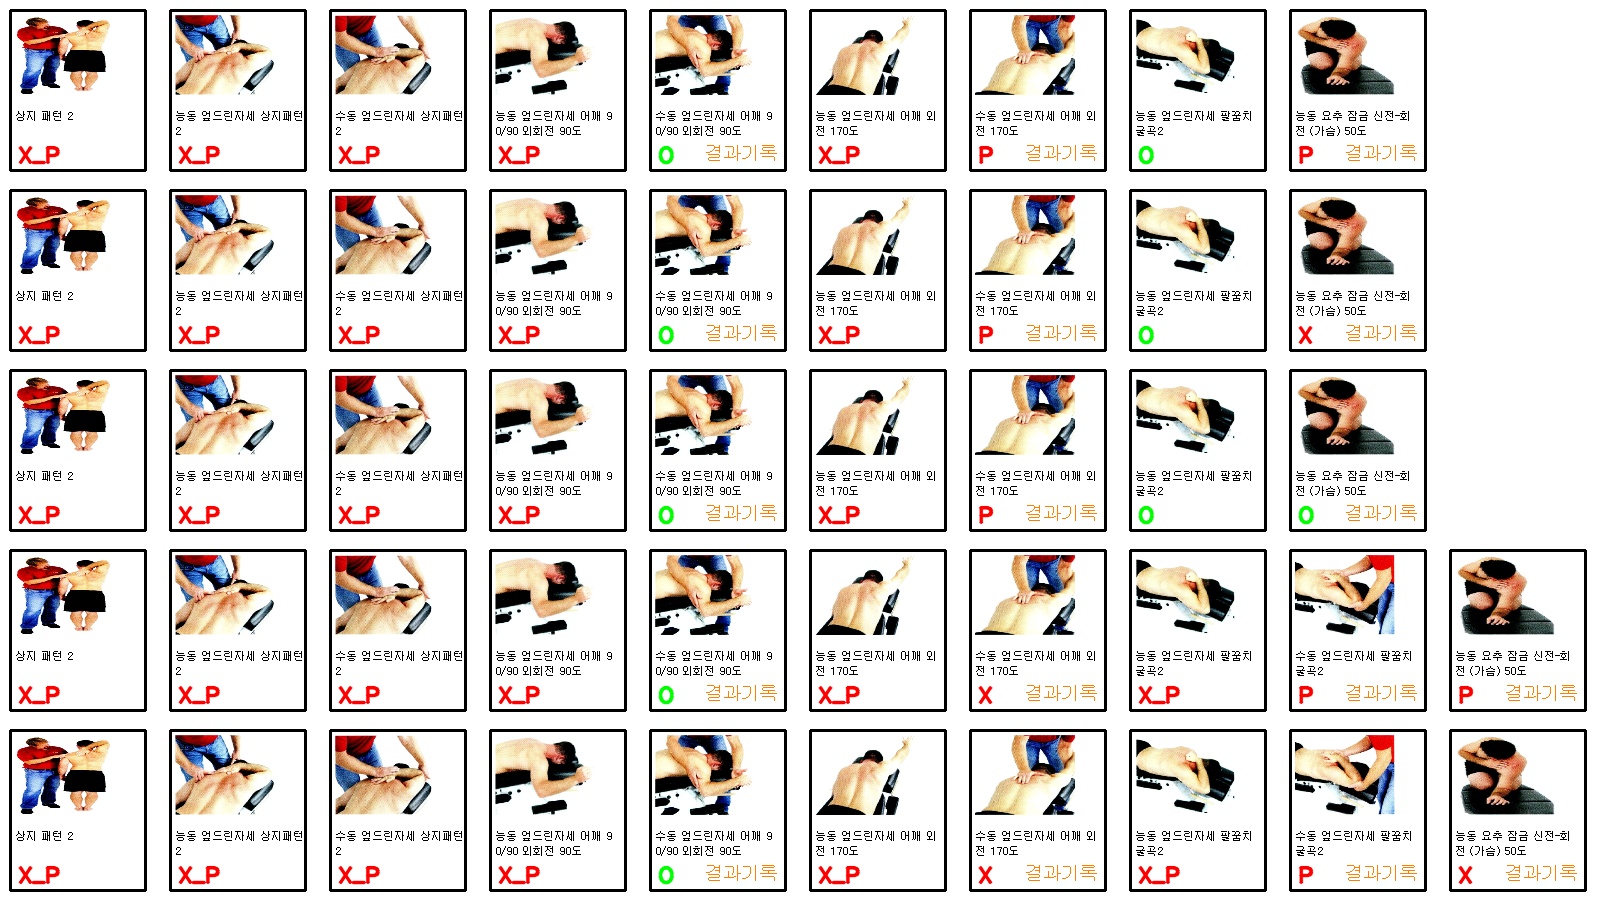 상지 패턴 2
X_P
능동 엎드린자세 상지패턴
2
X_P
수동 엎드린자세 상지패턴
2
X_P
능동 엎드린자세 어깨 9
0/90 외회전 90도
X_P
수동 엎드린자세 어깨 9
0/90 외회전 90도
O 결과기록
능동 엎드린자세 어깨 외
전 170도
X_P
수동 엎드린자세 어깨 외
전 170도
P 결과기록
능동 엎드린자세 팔꿈치
굴곡2
O
능동 요추 잠금 신전-회
전 (가슴) 50도
P 결과기록
상지 패턴 2
X_P
능동 엎드린자세 상지패턴
2
X_P
수동 엎드린자세 상지패턴
2
X_P
능동 엎드린자세 어깨 9
0/90 외회전 90도
X_P
수동 엎드린자세 어깨 9
0/90 외회전 90도
O 결과기록
능동 엎드린자세 어깨 외
전 170도
X_P
수동 엎드린자세 어깨 외
전 170도
P 결과기록
능동 엎드린자세 팔꿈치
굴곡2
O
능동 요추 잠금 신전-회
전 (가슴) 50도
X 결과기록
상지 패턴 2
X_P
능동 엎드린자세 상지패턴
2
X_P
수동 엎드린자세 상지패턴
2
X_P
능동 엎드린자세 어깨 9
0/90 외회전 90도
X_P
수동 엎드린자세 어깨 9
0/90 외회전 90도
O 결과기록
능동 엎드린자세 어깨 외
전 170도
X_P
수동 엎드린자세 어깨 외
전 170도
P 결과기록
능동 엎드린자세 팔꿈치
굴곡2
O
능동 요추 잠금 신전-회
전 (가슴) 50도
O 결과기록
상지 패턴 2
X_P
능동 엎드린자세 상지패턴
2
X_P
수동 엎드린자세 상지패턴
2
X_P
능동 엎드린자세 어깨 9
0/90 외회전 90도
X_P
수동 엎드린자세 어깨 9
0/90 외회전 90도
O 결과기록
능동 엎드린자세 어깨 외
전 170도
X_P
수동 엎드린자세 어깨 외
전 170도
X 결과기록
능동 엎드린자세 팔꿈치
굴곡2
X_P
수동 엎드린자세 팔꿈치
굴곡2
P 결과기록
능동 요추 잠금 신전-회
전 (가슴) 50도
P 결과기록
상지 패턴 2
X_P
능동 엎드린자세 상지패턴
2
X_P
수동 엎드린자세 상지패턴
2
X_P
능동 엎드린자세 어깨 9
0/90 외회전 90도
X_P
수동 엎드린자세 어깨 9
0/90 외회전 90도
O 결과기록
능동 엎드린자세 어깨 외
전 170도
X_P
수동 엎드린자세 어깨 외
전 170도
X 결과기록
능동 엎드린자세 팔꿈치
굴곡2
X_P
수동 엎드린자세 팔꿈치
굴곡2
P 결과기록
능동 요추 잠금 신전-회
전 (가슴) 50도
X 결과기록